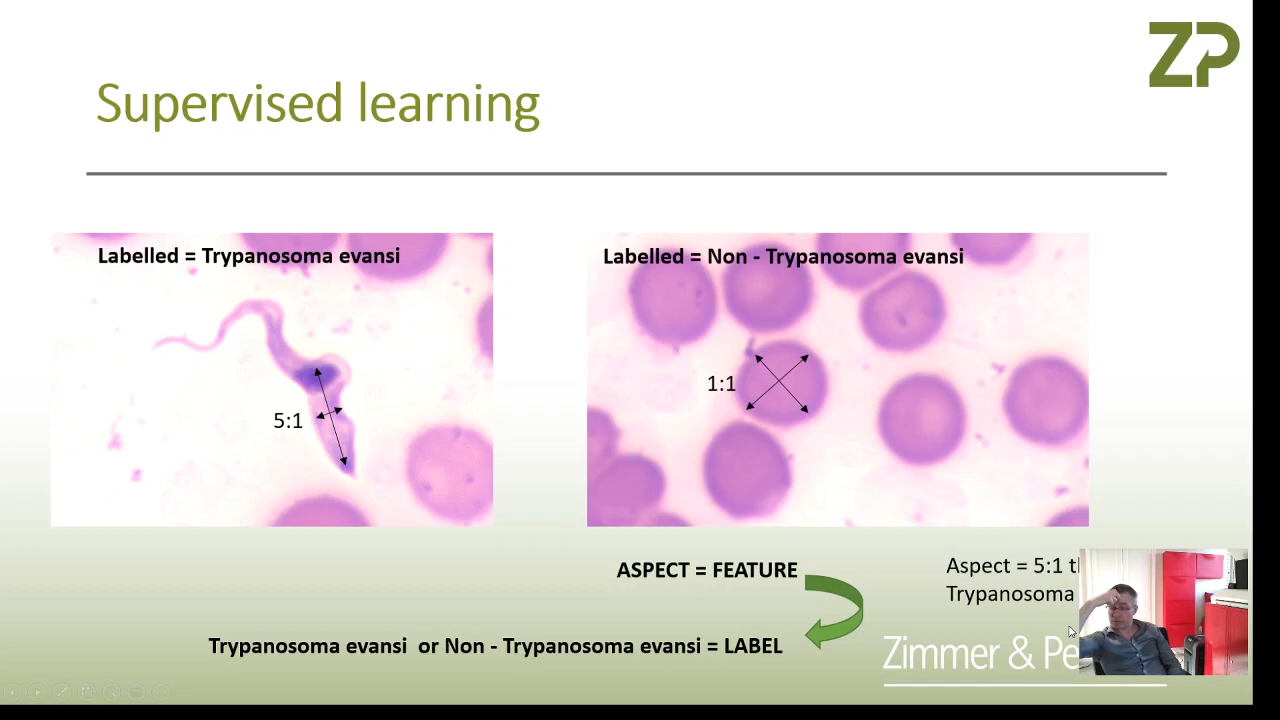 ZP
Supervised learning
Labelled = Trypanosoma evansi
5:1
Labelled = Non - Trypanosoma evansi
1:1
ASPECT = FEATURE
Aspect = 5:1
Trypanosoma
Trypanosoma evansi or Non - Trypanosoma evansi = LABEL
Zimmer &